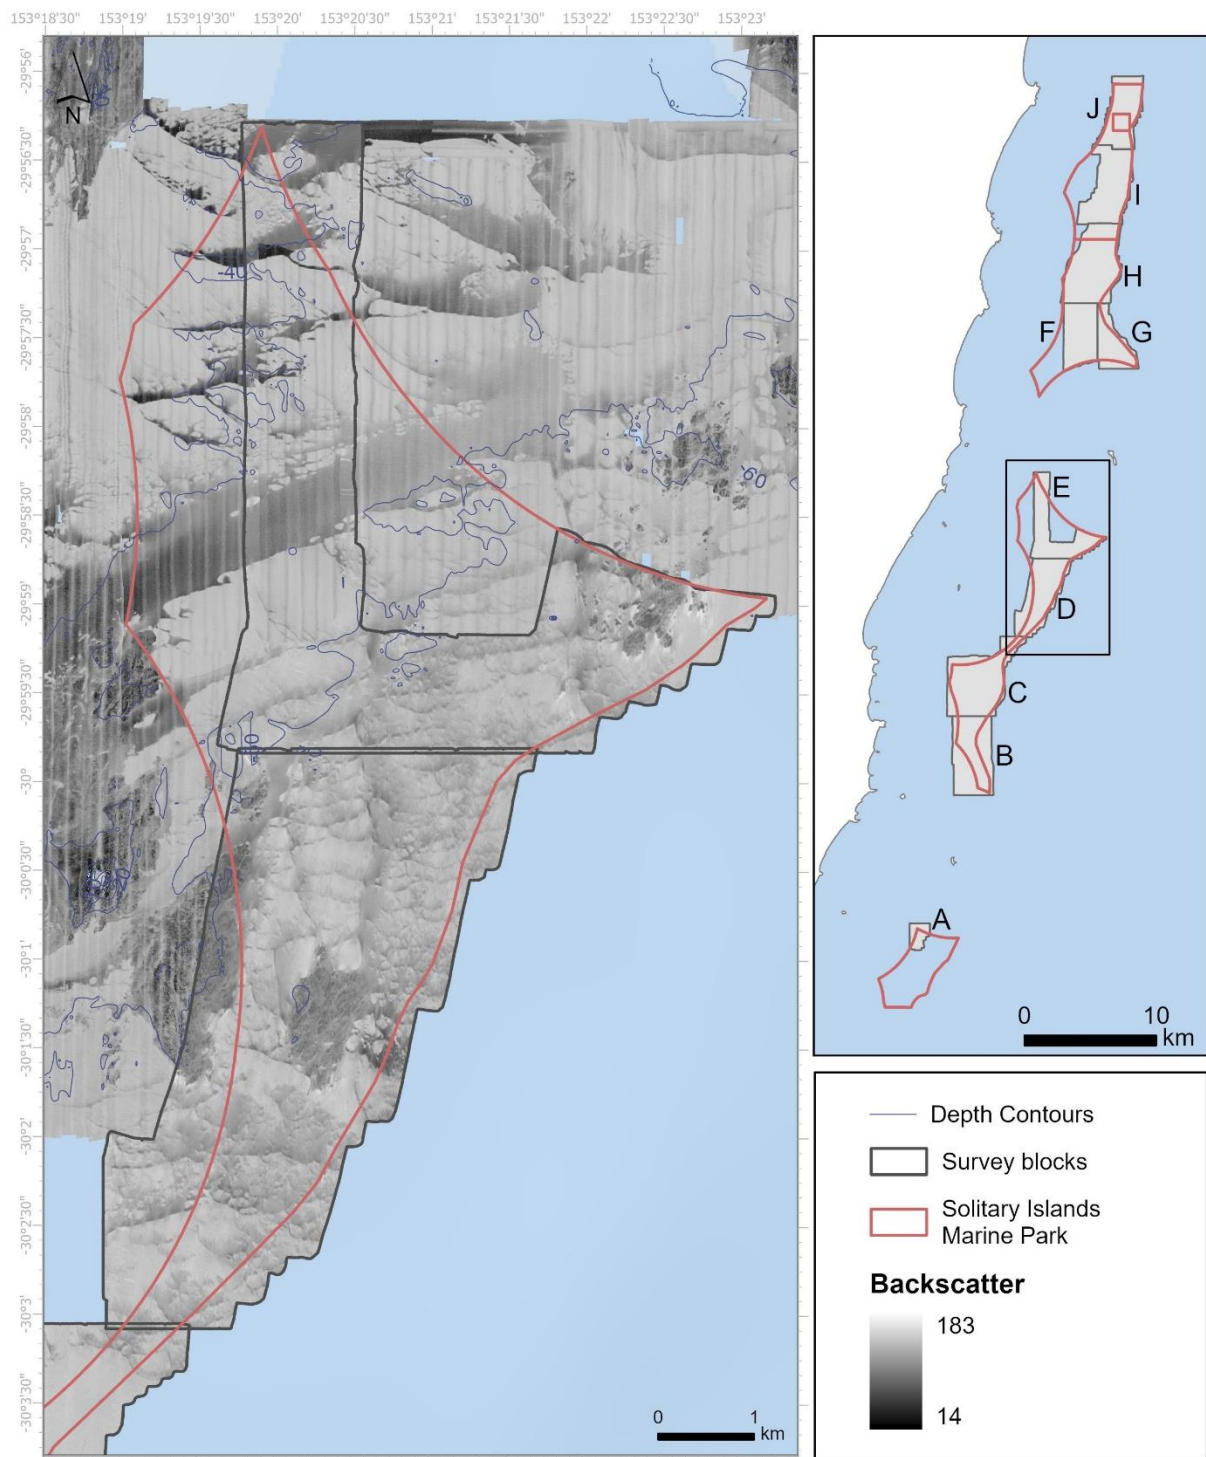 153°18'30" 153°19' 153°19'30" 153°20' 153°20'30" 153°21' 153°21'30" 153°22' 153°22'30" 153°23'
-29°56'
-29°56'30"
-29°57'
-29°57'30"
-29°58'
-29°58'30"
-29°59'
-29°59'30"
-30°
-30°0'30"
-30°1'
-30°1'30"
-30°2'
-30°2'30"
-30°3'
-30°3'30"
N
-40
-60
-60
-20
0 1
km
J
I
H
F
G
E
D
C
B
A
0 10
km
Depth Contours
Survey blocks
Solitary Islands
Marine Park
Backscatter
183
14